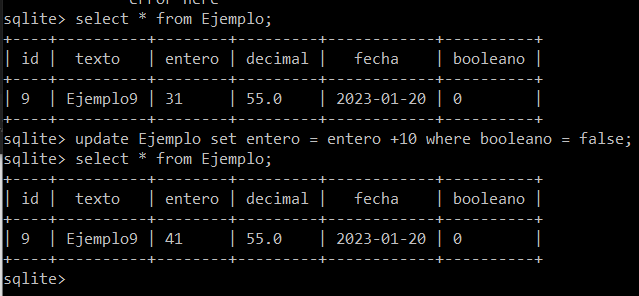 error here
sqlite> select * from Ejemplo;
+----+----------+--------+---------+------------+----------+
| id |  texto   | entero | decimal |   fecha    | booleano |
+----+----------+--------+---------+------------+----------+
| 9  | Ejemplo9 | 31     | 55.0    | 2023-01-20 | 0        |
+----+----------+--------+---------+------------+----------+
sqlite> update Ejemplo set entero = entero +10 where booleano = false;
sqlite> select * from Ejemplo;
+----+----------+--------+---------+------------+----------+
| id |  texto   | entero | decimal |   fecha    | booleano |
+----+----------+--------+---------+------------+----------+
| 9  | Ejemplo9 | 41     | 55.0    | 2023-01-20 | 0        |
+----+----------+--------+---------+------------+----------+
sqlite>